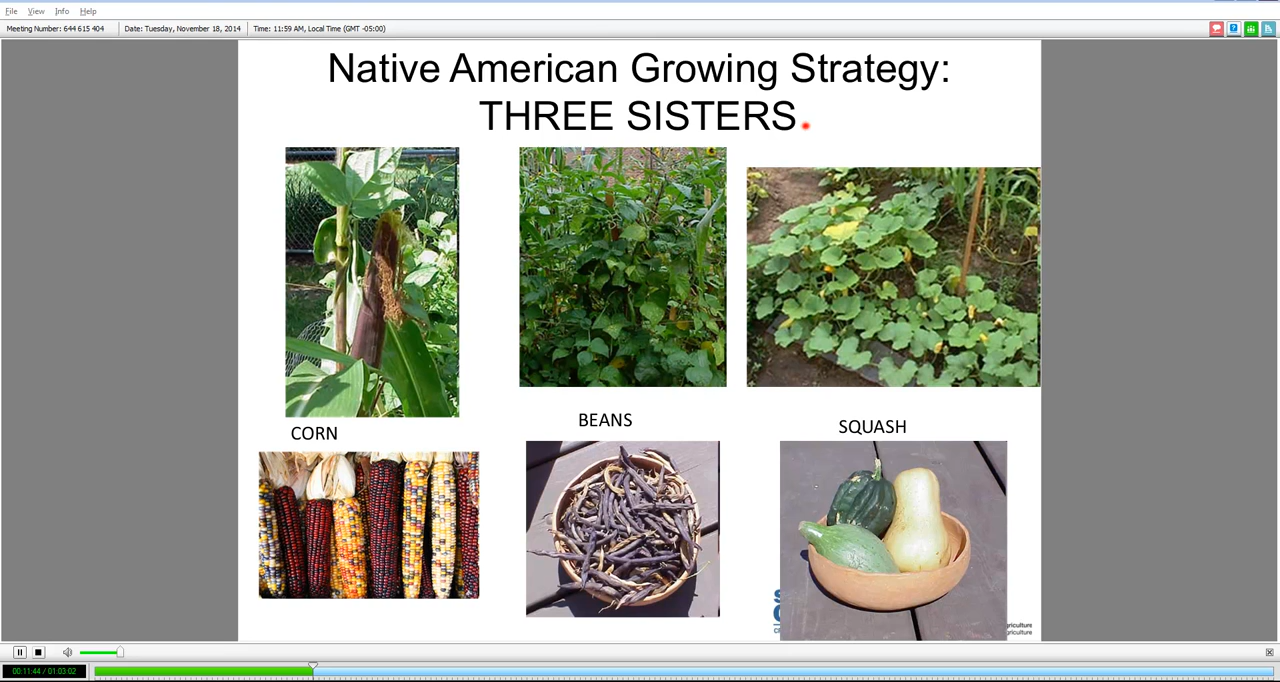 File View Info Help
Meeting Number: 644 615 404 Date: Tuesday, November 18, 2014 Time: 11:59 AM, Local Time (GMT -05:00)
Native American Growing Strategy:
THREE SISTERS
CORN
BEANS
SQUASH
griculture
griculture
00:11:44 / 01:03:02